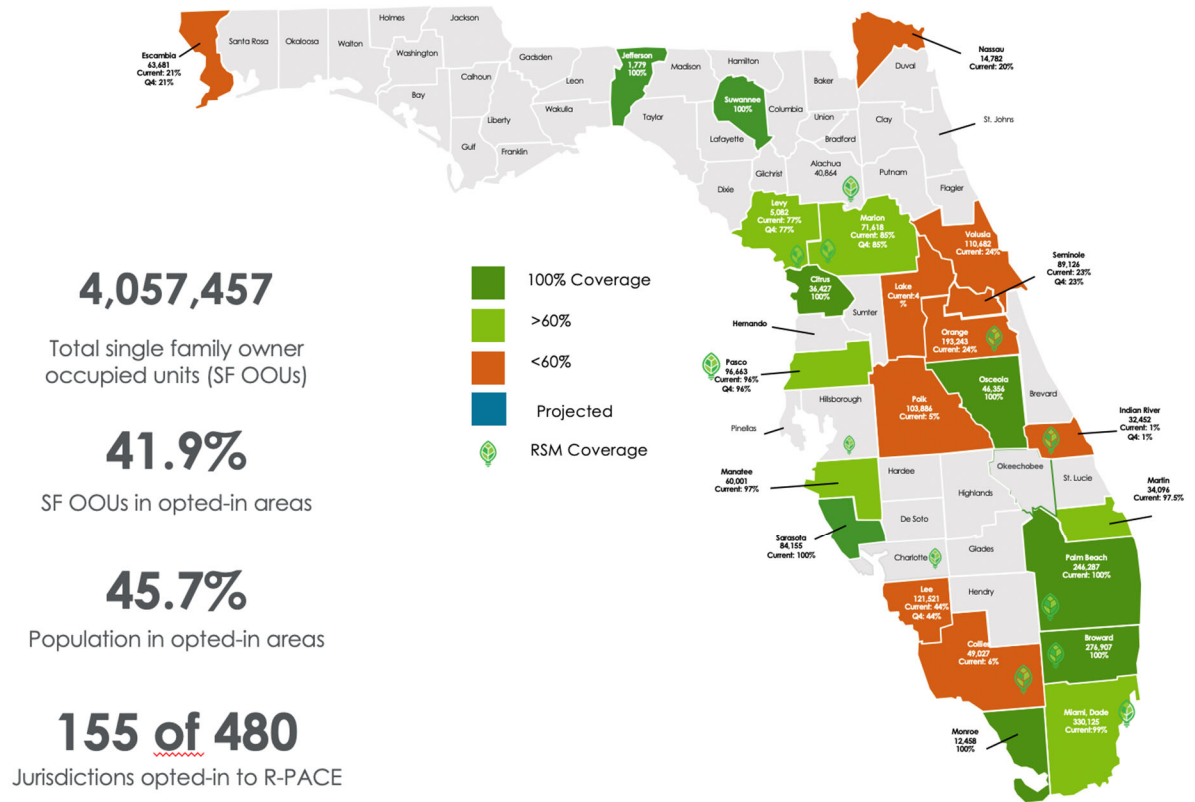 Holmes
Jackson
Escambia
63,681
Current: 21%
Q4: 21%
Santa Rosa
Okaloosa
Walton
Washington
Bay
Calhoun
Gulf
Liberty
Franklin
Gadsden
Leon
Wakulla
Jefferson
1,779
100%
Madison
Taylor
Hamilton
Suwannee
100%
Lafayette
Columbia
Baker
Union
Bradford
Nassau
14,782
Current: 20%
Duval
Clay
St. Johns
Dixie
Gilchrist
Alachua
40,864
Putnam
Flagler
Levy
5,082
Current: 77%
Q4: 77%
Marion
71,618
Current: 85%
Q4: 85%
Volusia
110,682
Current: 24%
Seminole
89,126
Current: 23%
Q4: 23%
Citrus
36,427
100%
Sumter
Lake
Current:4
%
Hernando
Orange
193,243
Current: 24%
Pasco
96,663
Current: 96%
Q4: 96%
Hillsborough
Pinellas
Polk
103,886
Current: 5%
Osceola
46,356
100%
Brevard
Indian River
32,452
Current: 1%
Q4: 1%
Manatee
60,001
Current: 97%
Hardee
Highlands
Okeechobee
St. Lucie
Martin
34,096
Current: 97.5%
Sarasota
84,155
Current: 100%
De Soto
Charlotte
Glades
Palm Beach
246,287
Current: 100%
Lee
121,521
Current: 44%
Q4: 44%
Hendry
Collier
49,027
Current: 6%
Broward
276,907
100%
Miami, Dade
330,125
Current:99%
Monroe
12,458
100%
4,057,457
Total single family owner
occupied units (SF OOUs)
41.9%
SF OOUs in opted-in areas
45.7%
Population in opted-in areas
155 of 480
Jurisdictions opted-in to R-PACE
100% Coverage
>60%
<60%
Projected
RSM Coverage